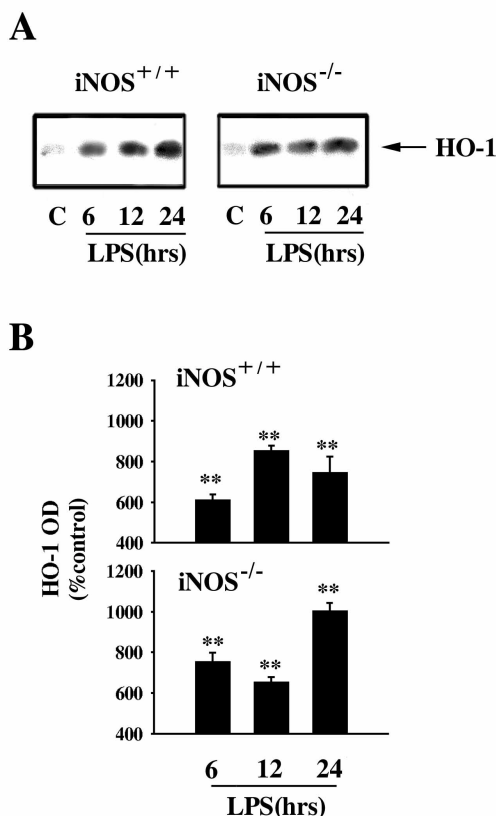 A
iNOS+/+ iNOS-/-
HO-1
C 6 12 24 C 6 12 24
LPS(hrs) LPS(hrs)
B
iNOS+/+
1200
1000
800
600
400
** ** **
HO-1 OD
(%control)
iNOS-/-
1200
1000
800
600
400
** ** **
6 12 24
LPS(hrs)